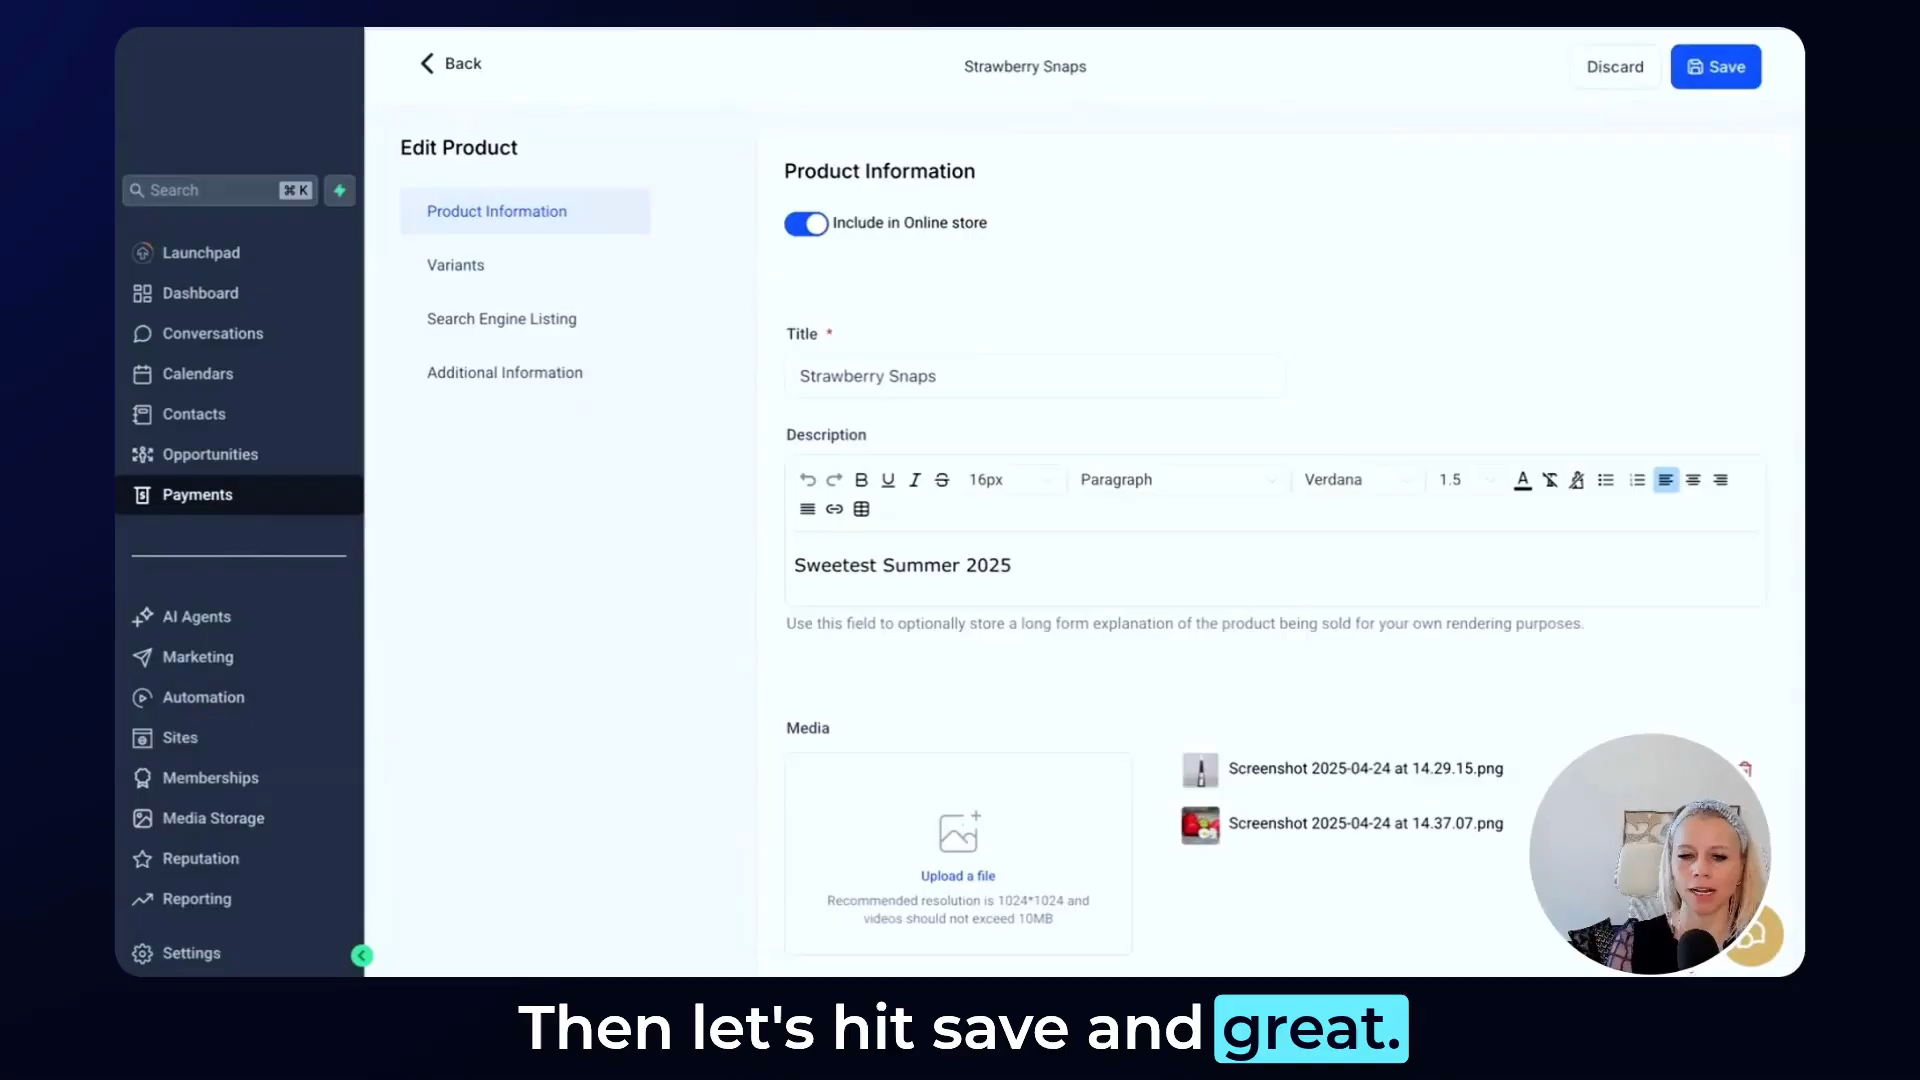 Back
Strawberry Snaps
Discard
Save
Search
⌘ K
Launchpad
Dashboard
Conversations
Calendars
Contacts
Opportunities
Payments
AI Agents
Marketing
Automation
Sites
Memberships
Media Storage
Reputation
Reporting
Settings
Edit Product
Product Information
Variants
Search Engine Listing
Additional Information
Product Information
Include in Online store
Title *
Strawberry Snaps
Description
16px
Paragraph
Verdana
1.5
Sweetest Summer 2025
Use this field to optionally store a long form explanation of the product being sold for your own rendering purposes.
Media
Upload a file
Recommended resolution is 1024*1024 and
videos should not exceed 10MB
Screenshot 2025-04-24 at 14.29.15.png
Screenshot 2025-04-24 at 14.37.07.png
Then let's hit save and great.